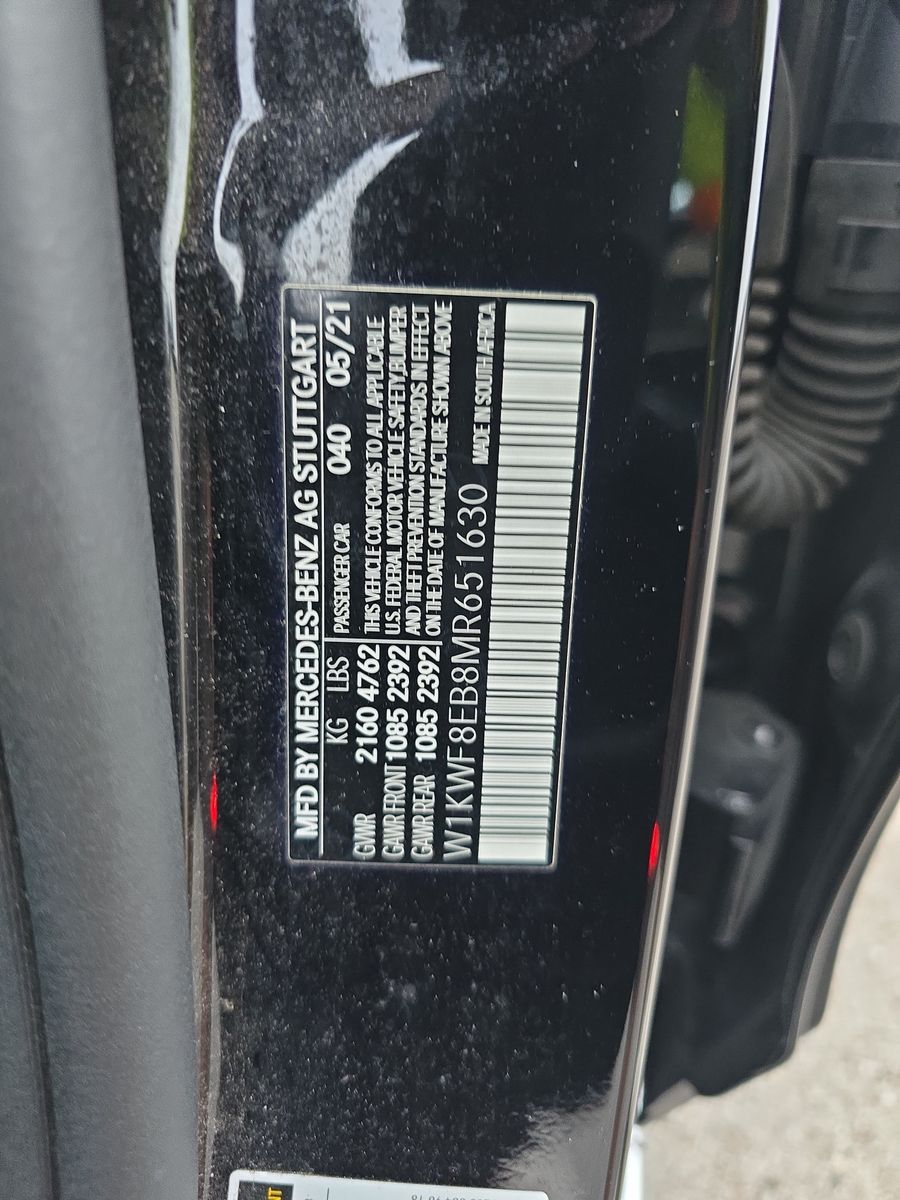 MFD BY MERCEDES-BENZ AG STUTTGART
KG LBS PASSENGER CAR 040 05/21
GVWR 2160 4762 THIS VEHICLE CONFORMS TO ALL APPLICABLE
GAWR FRONT 1085 2392 U.S. FEDERAL MOTOR VEHICLE SAFETY, BUMPER
GAWR REAR 1085 2392 AND THEFT PREVENTION STANDARDS IN EFFECT
ON THE DATE OF MANUFACTURE SHOWN ABOVE
W1KWF8EB8MR651630 MADE IN SOUTH AFRICA